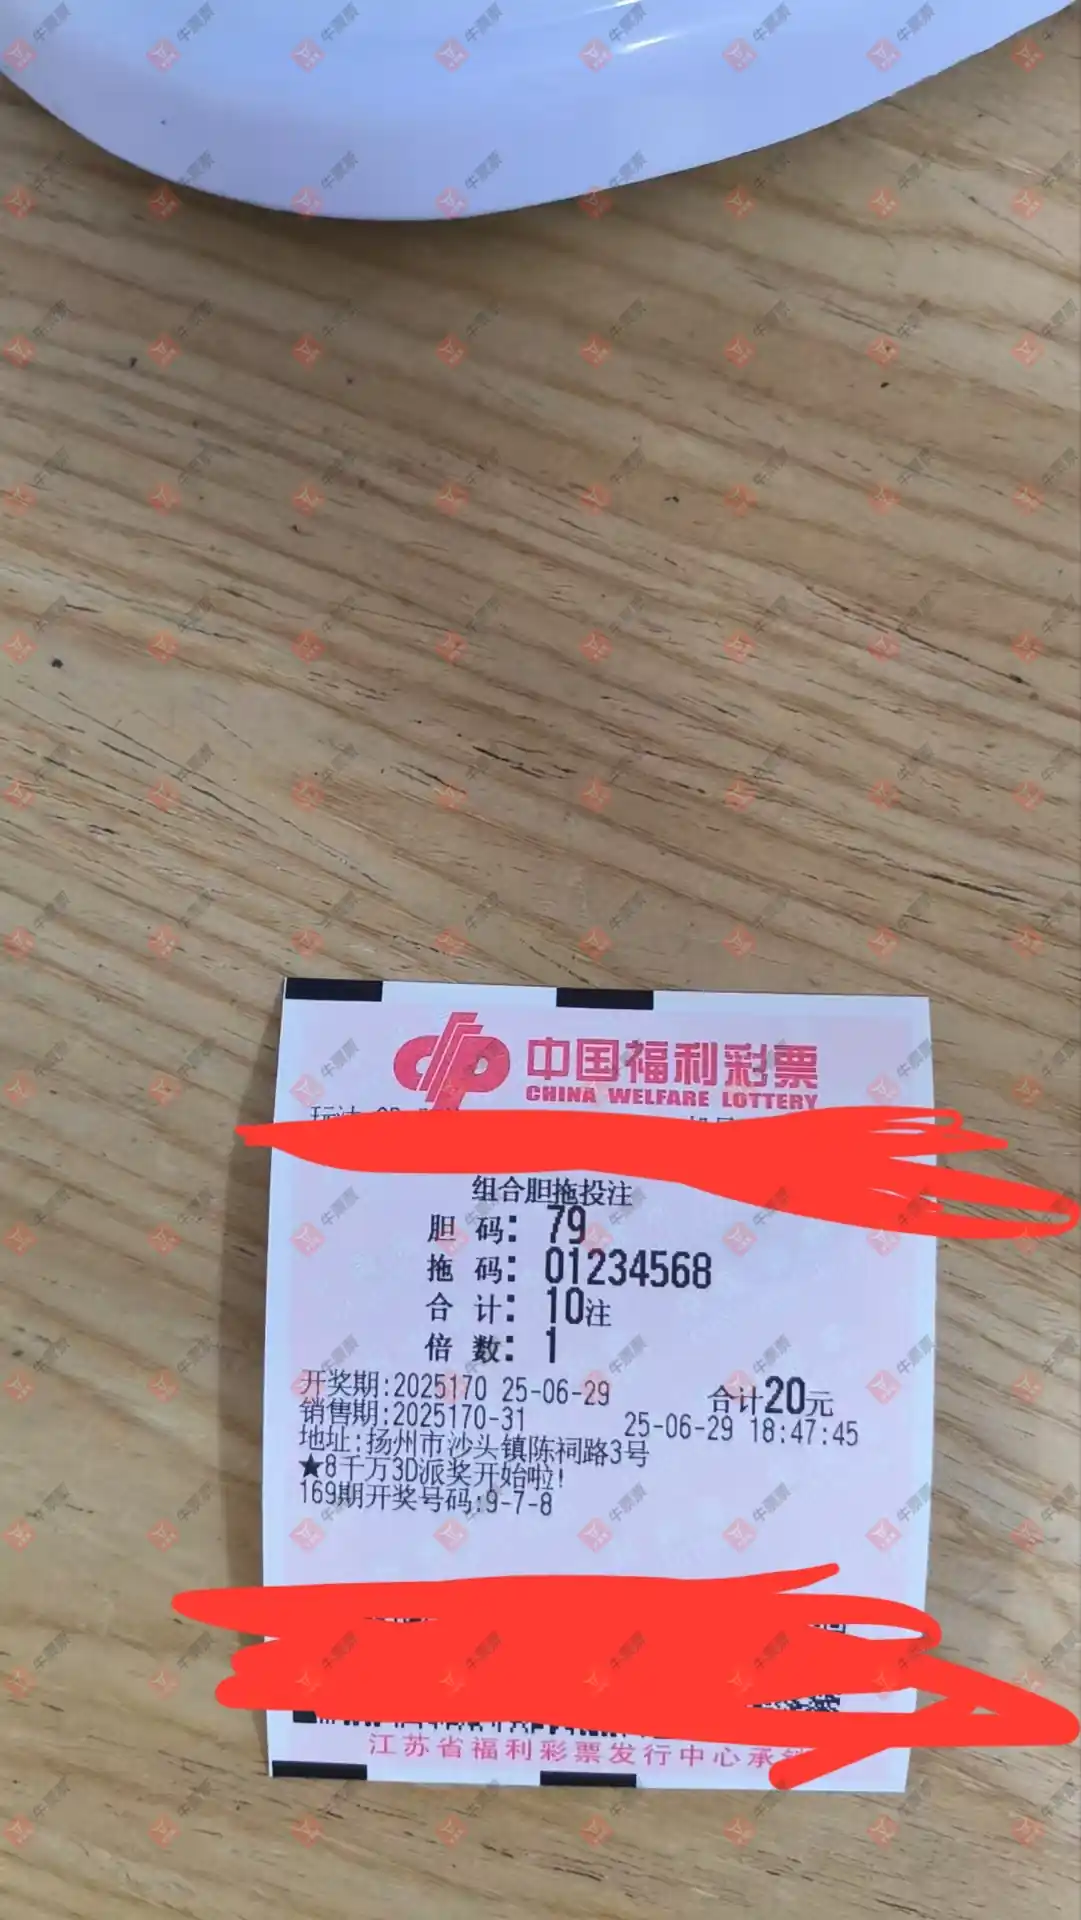 中国福利彩票
CHINA WELFARE LOTTERY
组合胆拖投注
胆 码: 79
拖 码: 01234568
合 计: 10注
倍 数: 1
开奖期:2025170 25-06-29 合计20元
销售期:2025170-31 25-06-29 18:47:45
地址:扬州市沙头镇陈祠路3号
★8千万3D派奖开始啦!
169期开奖号码:9-7-8
江苏省福利彩票发行中心承销
牛票票